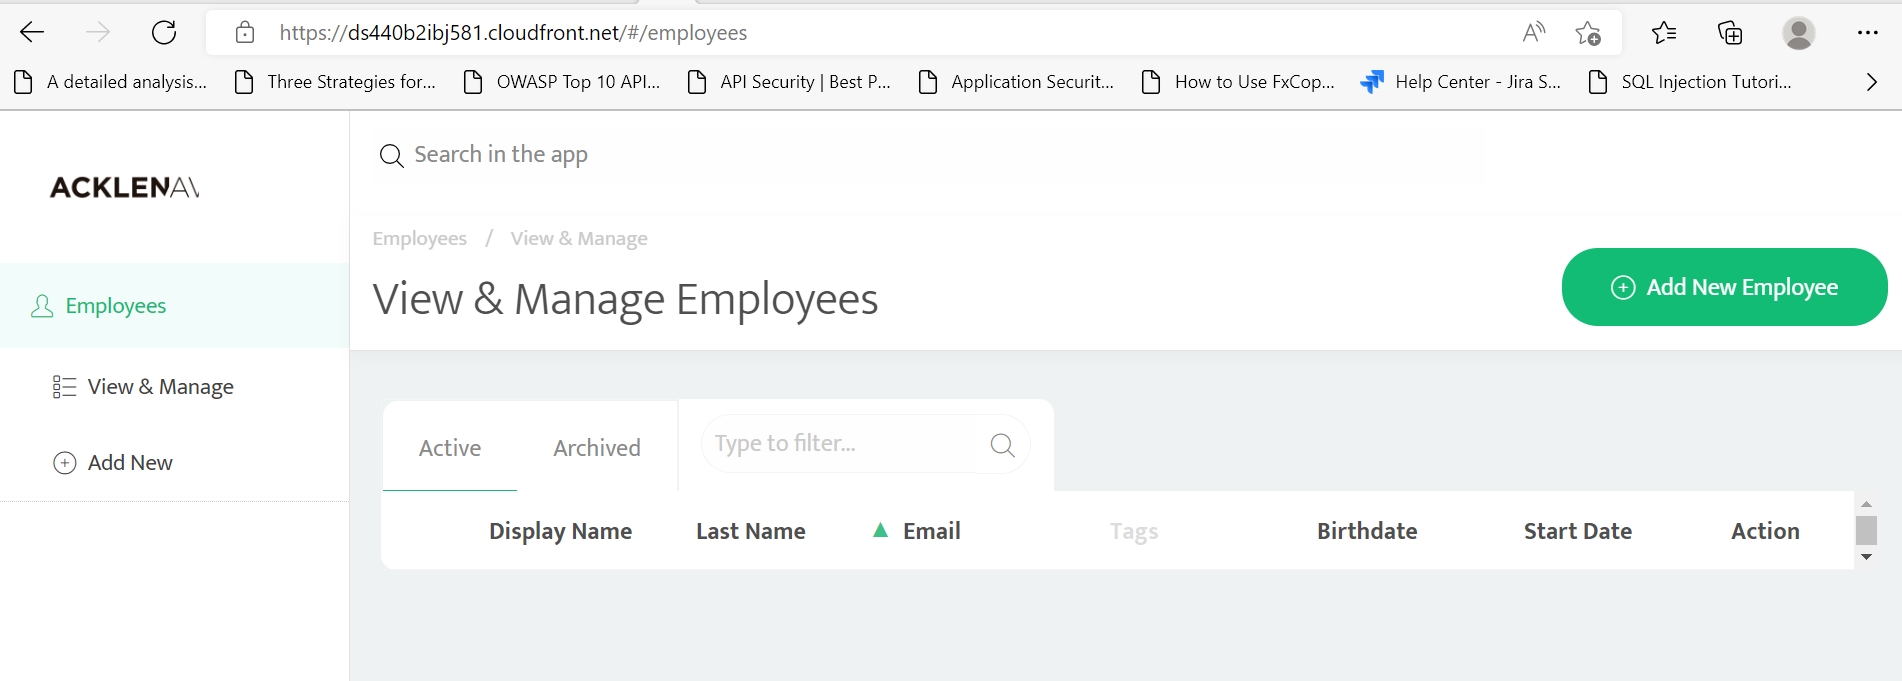 https://ds440b2ibj581.cloudfront.net/#/employees
A detailed analysis... Three Strategies for... OWASP Top 10 API... API Security | Best P... Application Securit... How to Use FxCop... Help Center - Jira S... SQL Injection Tutori...
Search in the app
ACKLENAV
Employees / View & Manage
View & Manage Employees
Add New Employee
Employees
View & Manage
Add New
Active Archived Type to filter...
Display Name Last Name Email Tags Birthdate Start Date Action